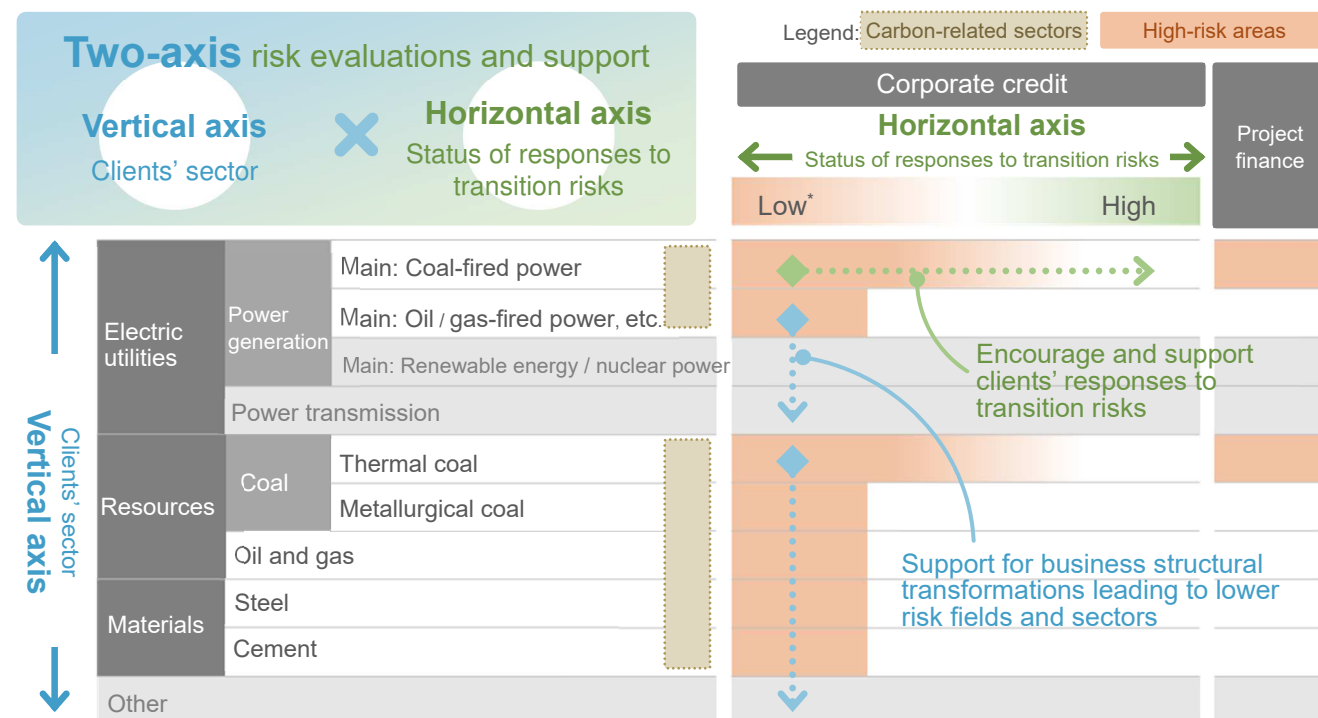 Two-axis risk evaluations and support
Vertical axis
Clients’ sector
×
Horizontal axis
Status of responses to
transition risks
Legend:
Carbon-related sectors
High-risk areas
Corporate credit
Project
finance
Horizontal axis
Status of responses to transition risks
Low*
High
Vertical axis
Clients’ sector
Electric
utilities
Power
generation
Main: Coal-fired power
Main: Oil / gas-fired power, etc.
Main: Renewable energy / nuclear power
Power transmission
Resources
Coal
Thermal coal
Metallurgical coal
Oil and gas
Materials
Steel
Cement
Other
Encourage and support
clients’ responses to
transition risks
Support for business structural
transformations leading to lower
risk fields and sectors